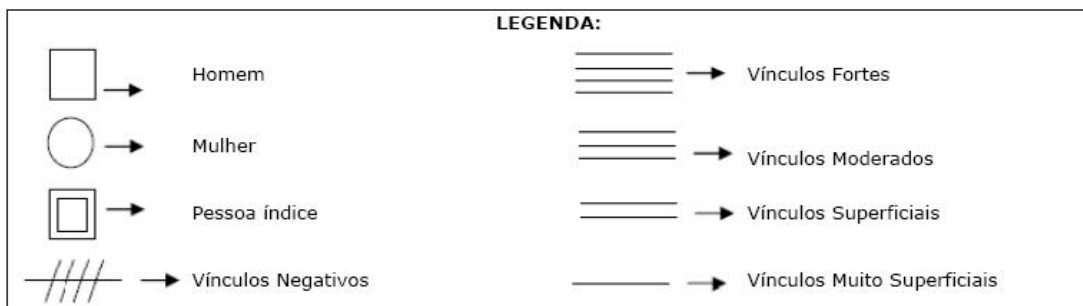 LEGENDA:
Homem
Mulher
Pessoa índice
Vínculos Negativos
Vínculos Fortes
Vínculos Moderados
Vínculos Superficiais
Vínculos Muito Superficiais